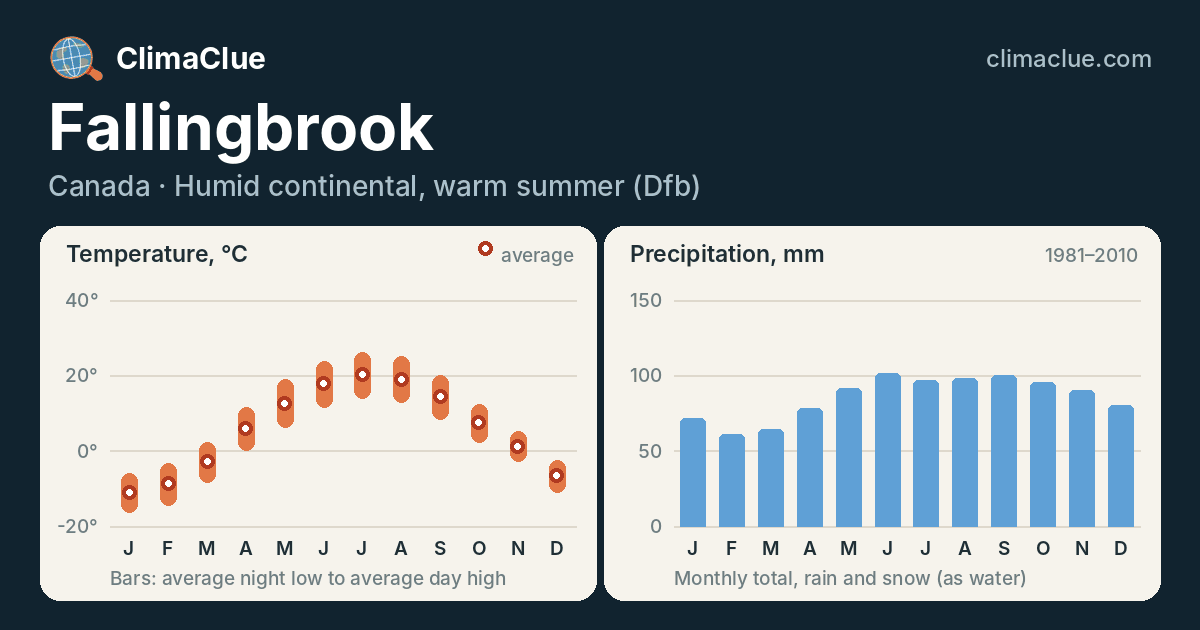 ClimaClue
climaclue.com
Fallingbrook
Canada · Humid continental, warm summer (Dfb)
Temperature, °C
average
40°
20°
0°
-20°
J F M A M J J A S O N D
Bars: average night low to average day high
Precipitation, mm
1981–2010
150
100
50
0
J F M A M J J A S O N D
Monthly total, rain and snow (as water)